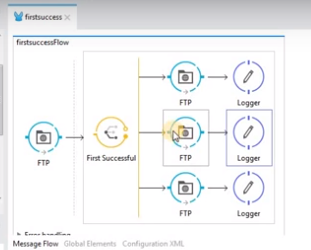 firstsuccess
firstsuccessFlow
FTP
Logger
FTP
First Successful
FTP
Logger
FTP
Logger
Error handling
Message Flow
Global Elements
Configuration XML